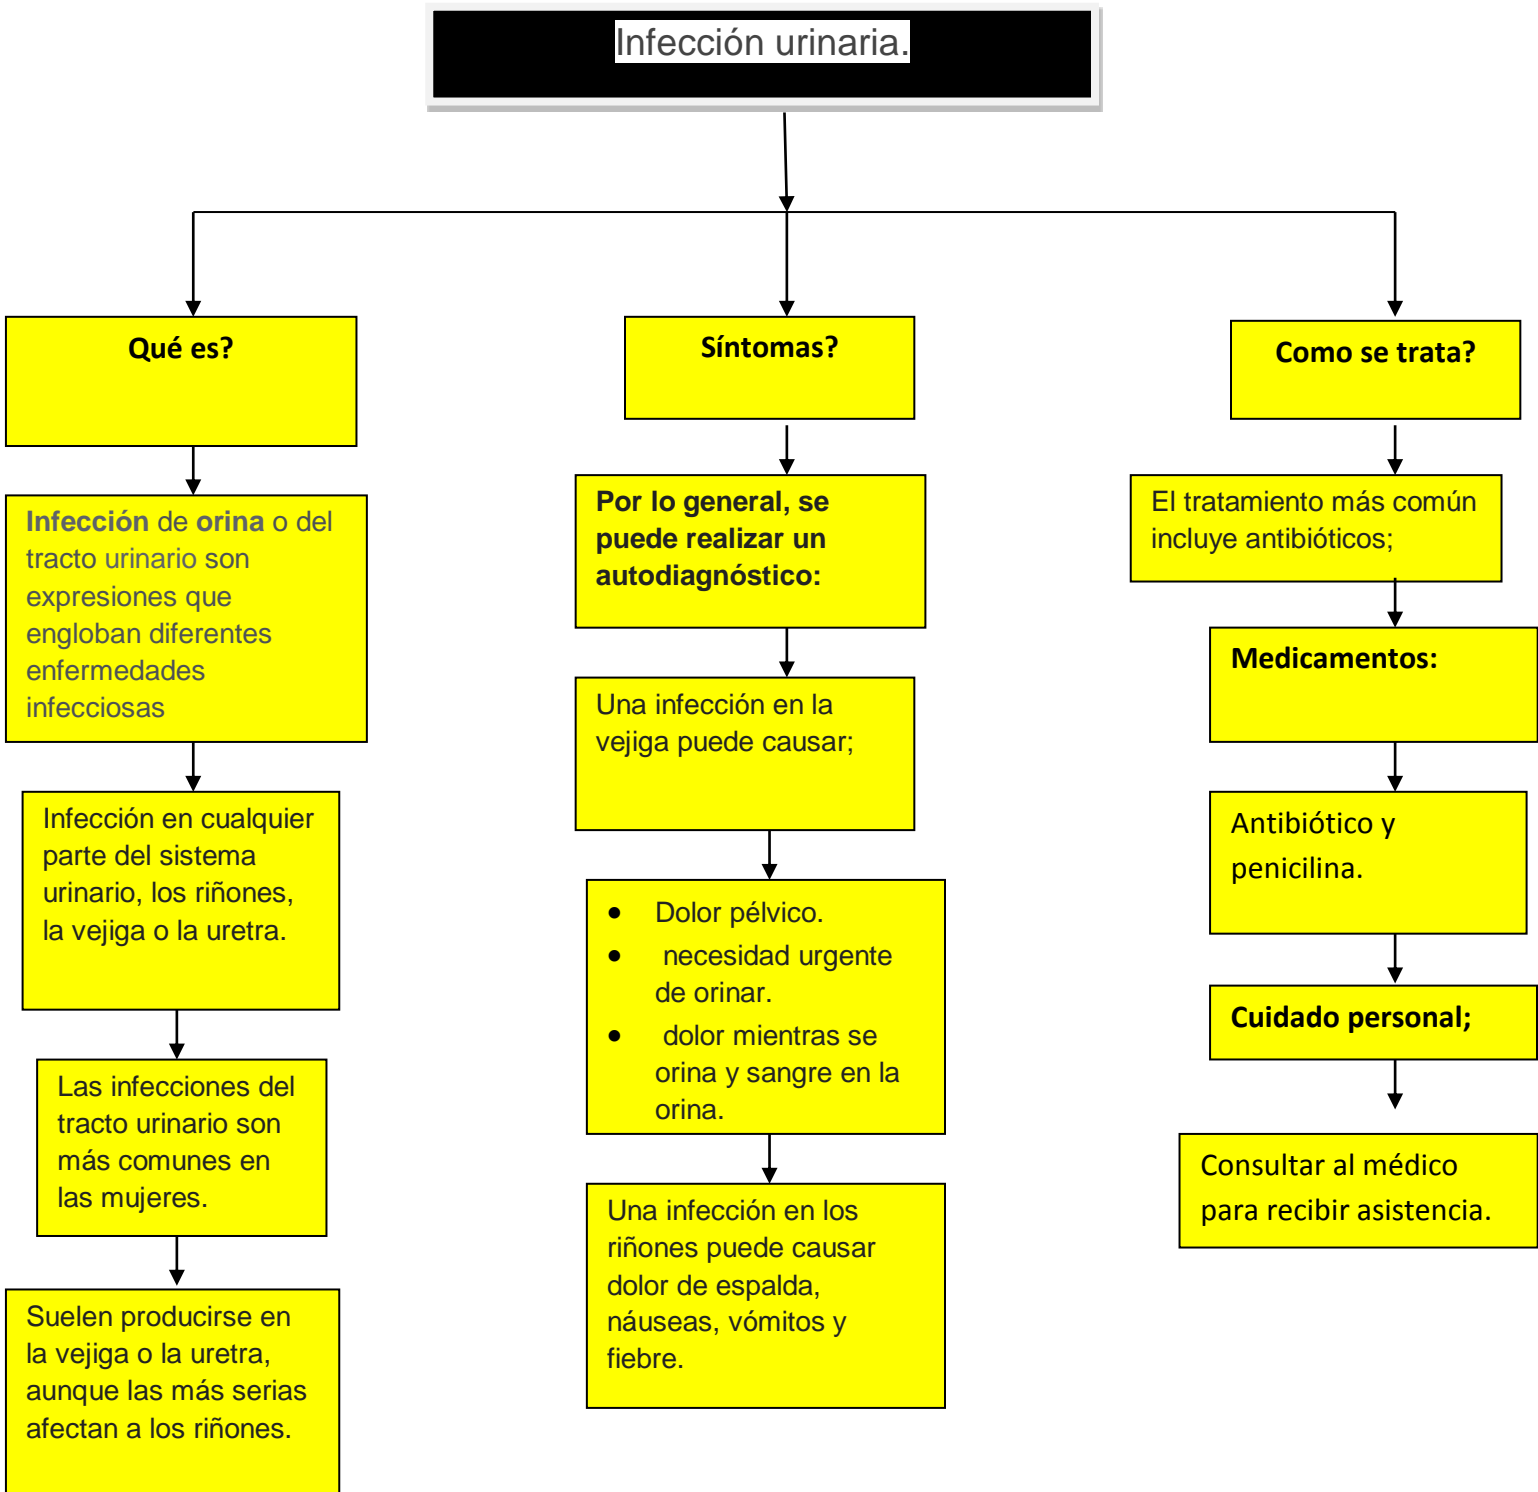 Infección urinaria.
Qué es?
Infección de orina o del
tracto urinario son
expresiones que
engloban diferentes
enfermedades
infecciosas
Infección en cualquier
parte del sistema
urinario, los riñones,
la vejiga o la uretra.
Las infecciones del
tracto urinario son
más comunes en
las mujeres.
Suelen producirse en
la vejiga o la uretra,
aunque las más serias
afectan a los riñones.
Síntomas?
Por lo general, se
puede realizar un
autodiagnóstico:
Una infección en la
vejiga puede causar;
• Dolor pélvico.
• necesidad urgente
de orinar.
• dolor mientras se
orina y sangre en la
orina.
Una infección en los
riñones puede causar
dolor de espalda,
náuseas, vómitos y
fiebre.
Como se trata?
El tratamiento más común
incluye antibióticos;
Medicamentos:
Antibiótico y
penicilina.
Cuidado personal;
Consultar al médico
para recibir asistencia.